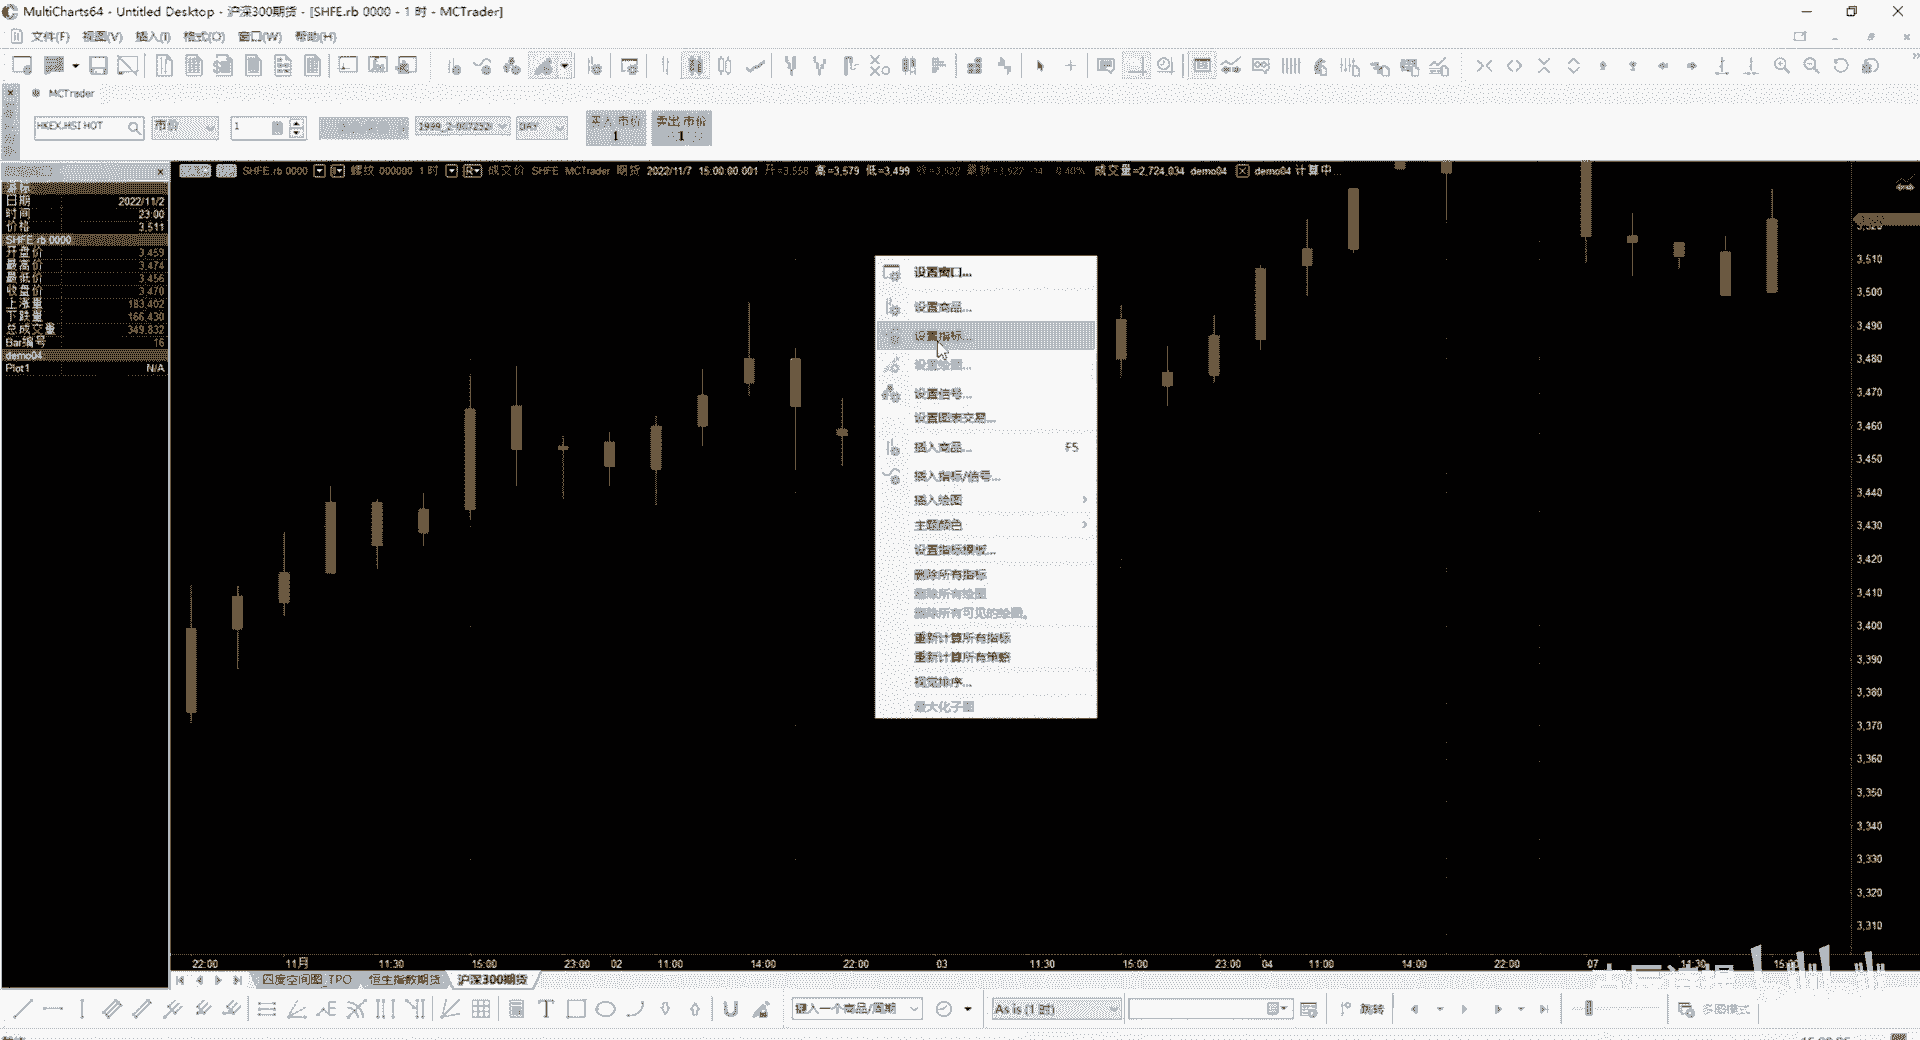 MultiCharts64 - Untitled Desktop - 沪深300期货 - [SHFE.rb 0000 - 1 时 - MCTrader]
文件(F) 视图(V) 插入(I) 格式(O) 窗口(W) 帮助(H)
MCTrader
HKEX.HSI HOT 市价 1 DAY 买入 市价 1 卖出 市价 1
SHFE.rb 0000 螺纹 000000 1 时 成交价 SHFE MCTrader 期货 2022/11/7 15:00:00.001 开=3,558 高=3,579 低=3,499 收=3,522 成交量=2,724,034 demo04 demo04 计算中...
日期 2022/11/2
时间 23:00
价格 3,511
SHFE.rb 0000
开盘价 3,459
最高价 3,474
最低价 3,456
收盘价 3,470
上涨量 183,402
下跌量 166,430
总成交量 349,832
Bar编号 16
demo04
Plot1 N/A
设置窗口...
设置商品...
设置指标...
设置绘图...
设置信号...
设置图表交易...
插入商品... F5
插入指标/信号...
插入绘图
主题颜色
设置指标模板...
删除所有指标
删除所有绘图
删除所有可见的绘图。
重新计算所有指标
重新计算所有策略
视觉排序...
最大化子图
3,520
3,510
3,500
3,490
3,480
3,470
3,460
3,450
3,440
3,430
3,420
3,410
3,400
3,390
3,380
3,370
3,360
3,350
3,340
3,330
3,320
3,310
22:00 11月 11:30 15:00 23:00 02 11:00 14:00 22:00 03 11:30 15:00 23:00 04 11:00 14:00 22:00 07 11:30
四度空间图_TPO 恒生指数期货 沪深300期货
键入一个商品/周期 As is (1 时) 跳转 多图模式